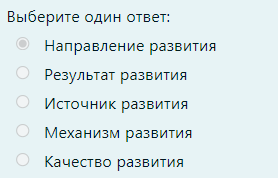 Выберите один ответ:
Направление развития
Результат развития
Источник развития
Механизм развития
Качество развития